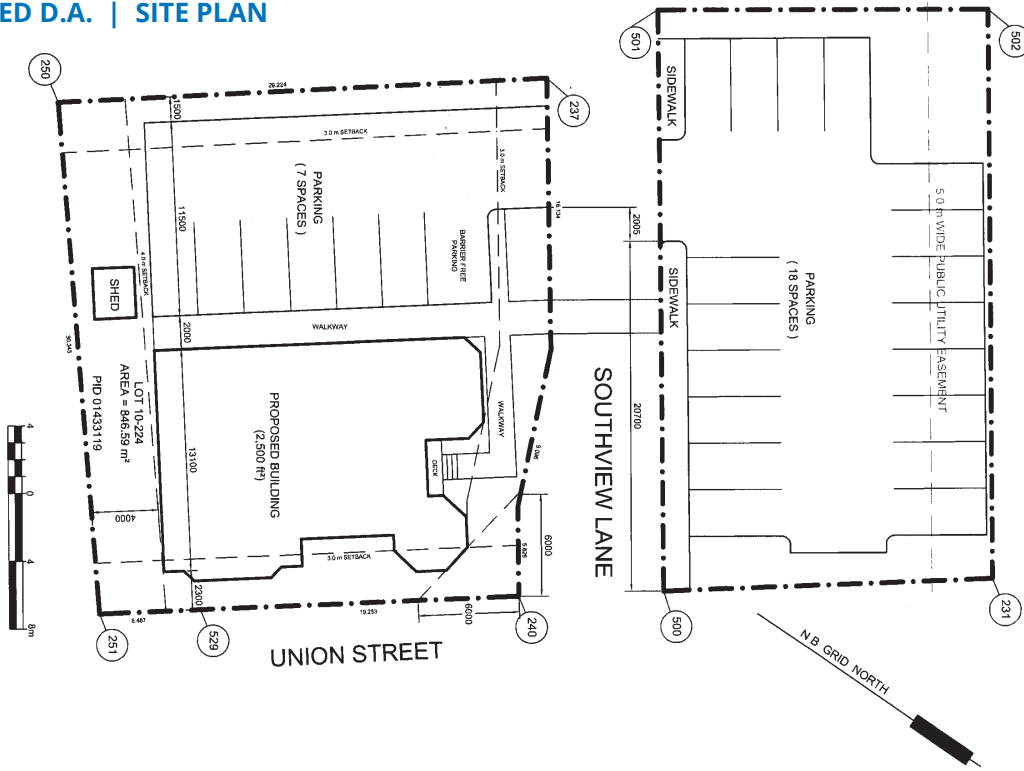 ED D.A. | SITE PLAN
250
29.224
237
501
502
1500
3.0 m SETBACK
3.0 m SETBACK
SIDEWALK
PARKING
( 7 SPACES )
11500
BARRIER FREE
PARKING
2005
4.0 m SETBACK
SHED
5.0 m WIDE PUBLIC UTILITY EASEMENT
SIDEWALK
PARKING
( 18 SPACES )
WALKWAY
2000
30.343
LOT 10-224
AREA = 846.59 m²
PID 01433119
PROPOSED BUILDING
(2,500 ft²)
WALKWAY
SOUTHVIEW LANE
20700
13100
DECK
4000
6000
3.0 m SETBACK
2300
6.487
19.253
6000
4
0
4
8m
251
529
240
500
231
UNION STREET
N B GRID NORTH